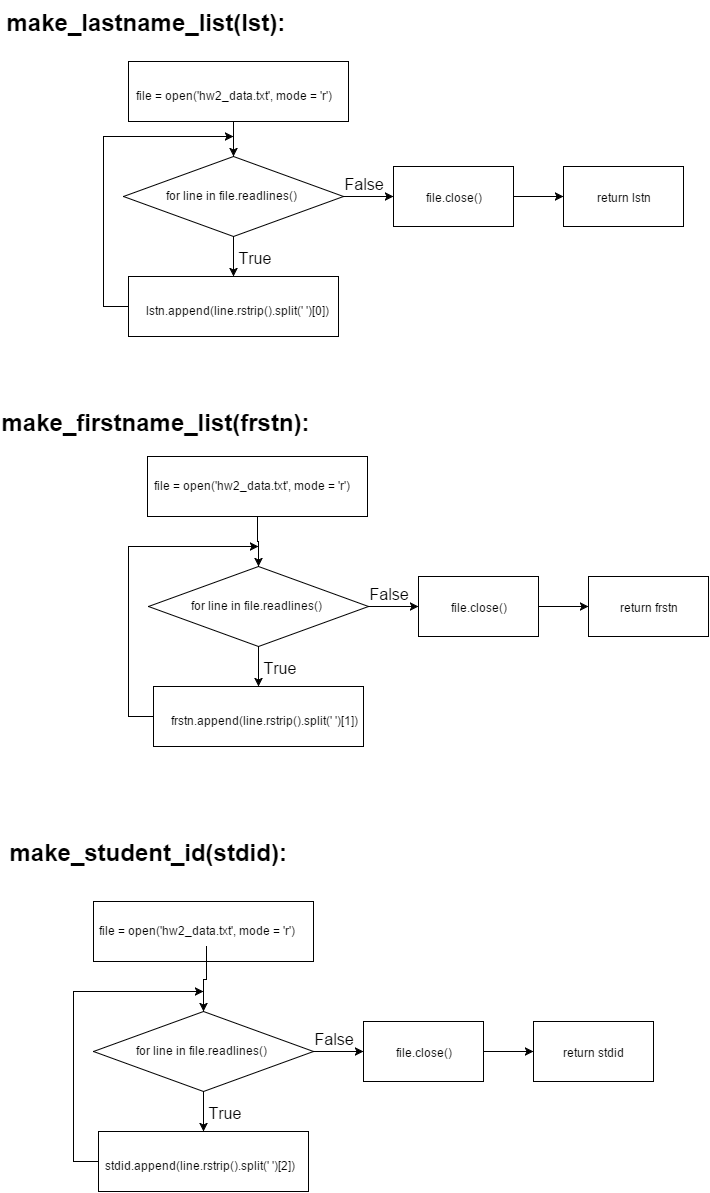 make_lastname_list(lst):
file = open('hw2_data.txt', mode = 'r')
for line in file.readlines()
False
file.close()
return lstn
True
lstn.append(line.rstrip().split(' ')[0])
make_firstname_list(frstn):
file = open('hw2_data.txt', mode = 'r')
for line in file.readlines()
False
file.close()
return frstn
True
frstn.append(line.rstrip().split(' ')[1])
make_student_id(stdid):
file = open('hw2_data.txt', mode = 'r')
for line in file.readlines()
False
file.close()
return stdid
True
stdid.append(line.rstrip().split(' ')[2])